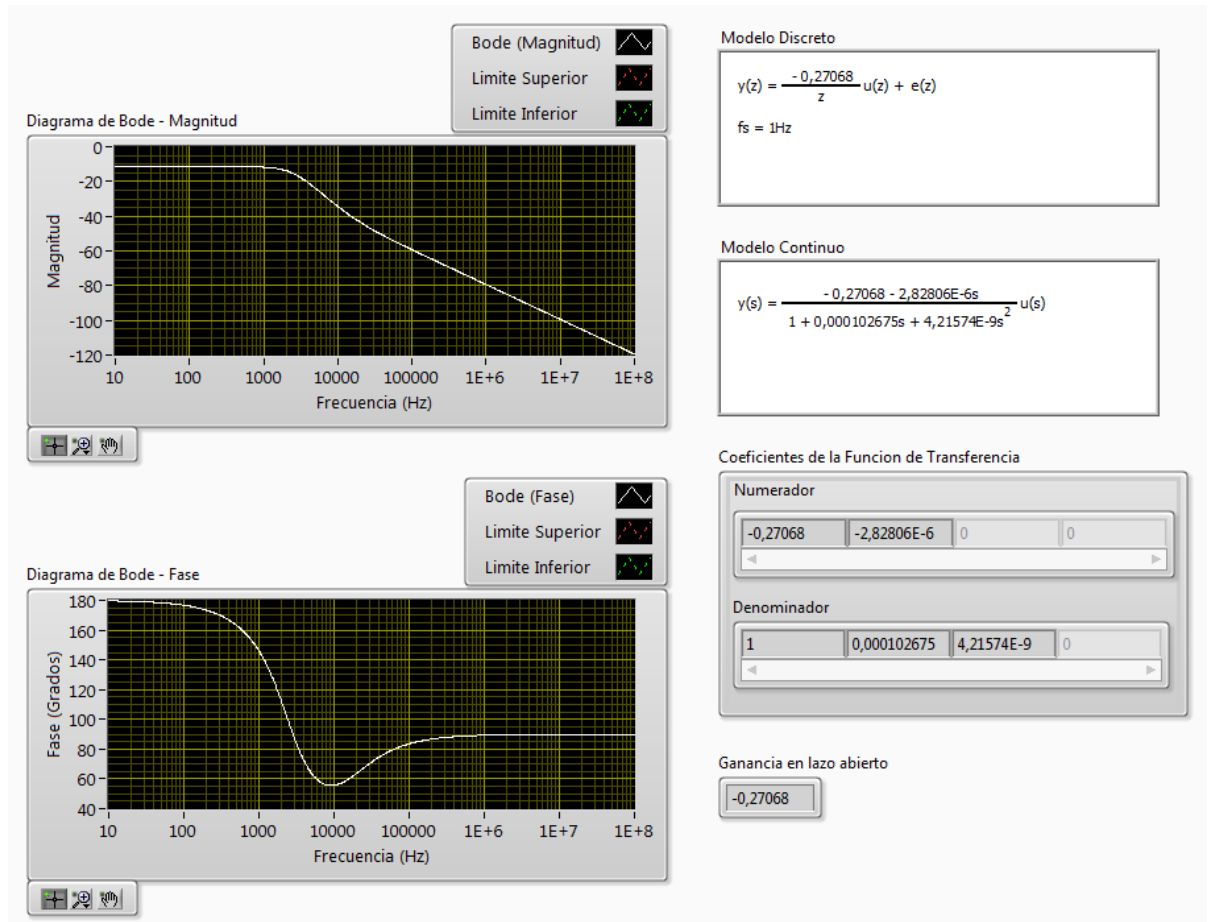 Bode (Magnitud)
Limite Superior
Limite Inferior
Diagrama de Bode - Magnitud
Magnitud
0
-20
-40
-60
-80
-100
-120
10 100 1000 10000 100000 1E+6 1E+7 1E+8
Frecuencia (Hz)
Bode (Fase)
Limite Superior
Limite Inferior
Diagrama de Bode - Fase
Fase (Grados)
180
160
140
120
100
80
60
40
10 100 1000 10000 100000 1E+6 1E+7 1E+8
Frecuencia (Hz)
Modelo Discreto
y(z) = - 0,27068 / z u(z) + e(z)
fs = 1Hz
Modelo Continuo
y(s) = - 0,27068 - 2,82806E-6s / 1 + 0,000102675s + 4,21574E-9s² u(s)
Coeficientes de la Funcion de Transferencia
Numerador
-0,27068 -2,82806E-6 0 0
Denominador
1 0,000102675 4,21574E-9 0
Ganancia en lazo abierto
-0,27068